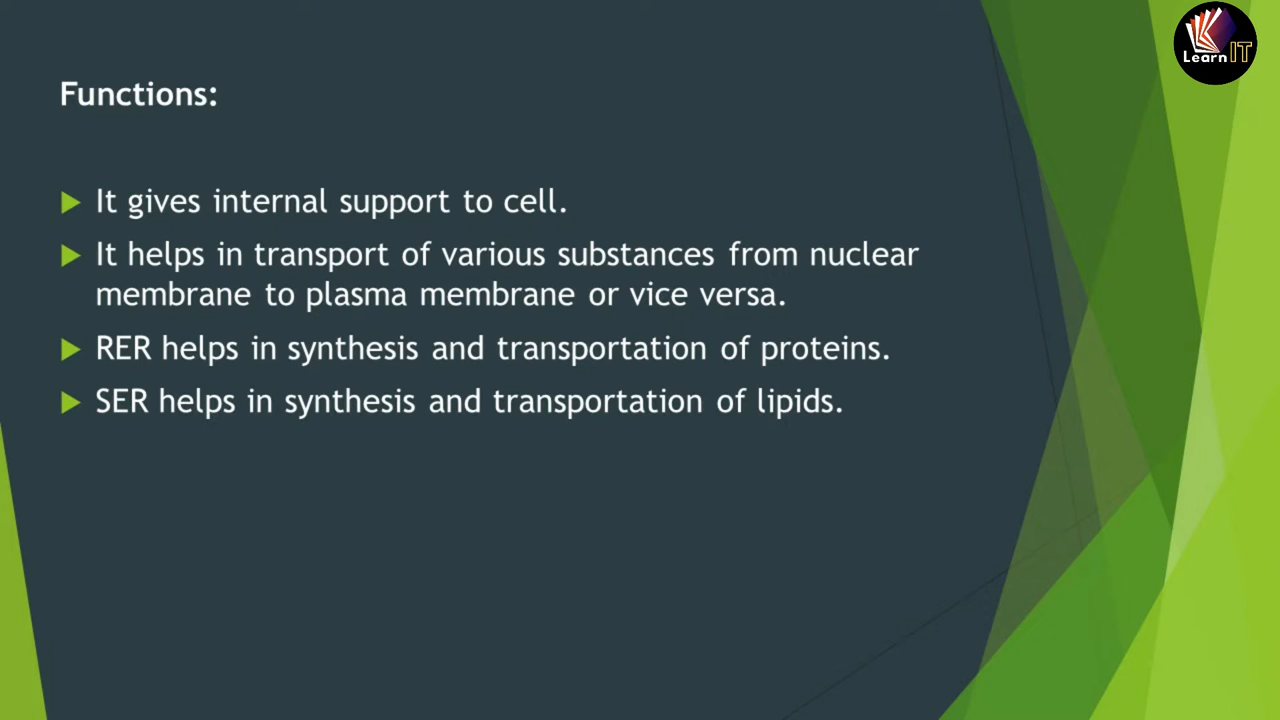 Learn IT
Functions:
It gives internal support to cell.
It helps in transport of various substances from nuclear
membrane to plasma membrane or vice versa.
RER helps in synthesis and transportation of proteins.
SER helps in synthesis and transportation of lipids.